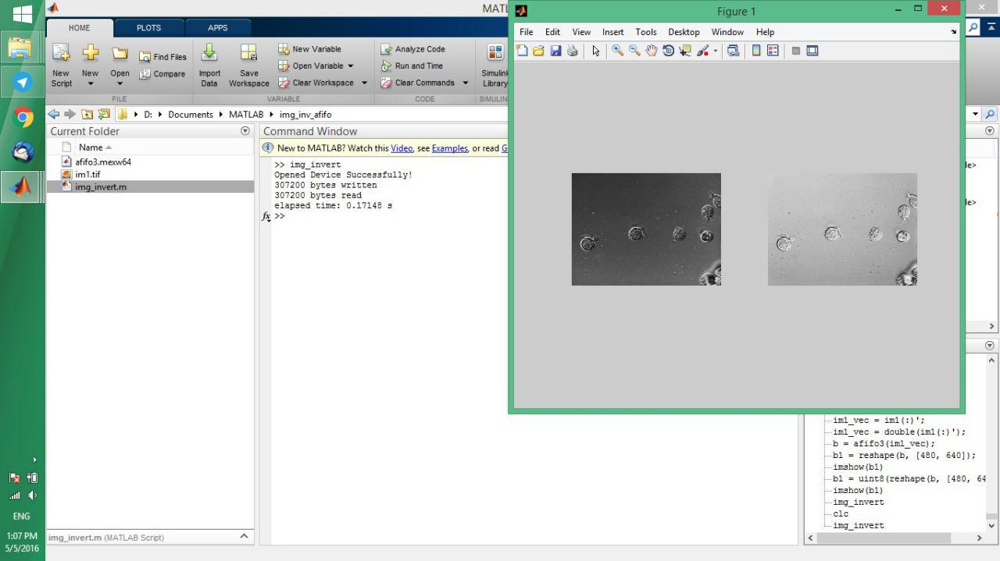 MATL
HOME
PLOTS
APPS
New Script
New
Open
Find Files
Compare
FILE
Import Data
Save Workspace
New Variable
Open Variable
Clear Workspace
VARIABLE
Analyze Code
Run and Time
Clear Commands
CODE
Simulink Library
SIMULIN
D: Documents MATLAB img_inv_afifo
Current Folder
Name
afifo3.mexw64
im1.tif
img_invert.m
img_invert.m (MATLAB Script)
Command Window
New to MATLAB? Watch this Video, see Examples, or read G
>> img_invert
Opened Device Successfully!
307200 bytes written
307200 bytes read
elapsed time: 0.17148 s
fx >>
Figure 1
File Edit View Insert Tools Desktop Window Help
le>
le>
im1_vec = im1(:)';
im1_vec = double(im1(:)');
b = afifo3(im1_vec);
b1 = reshape(b, [480, 640]);
imshow(b1)
b1 = uint8(reshape(b, [480, 64
imshow(b1)
img_invert
clc
img_invert
ENG
1:07 PM
5/5/2016